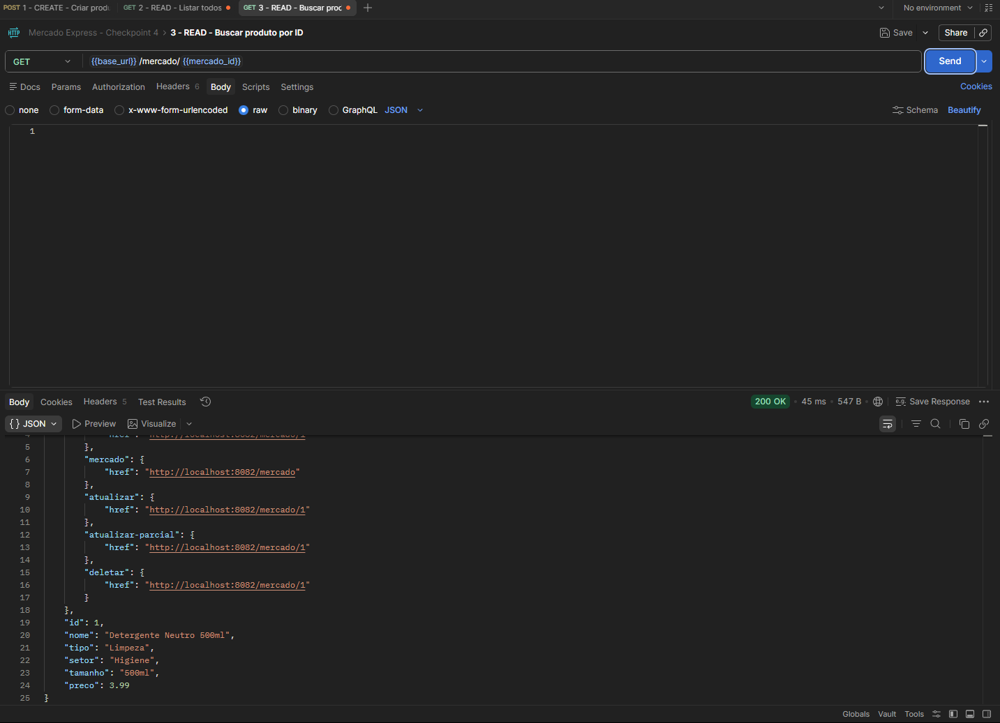 POST 1 - CREATE - Criar produ
GET 2 - READ - Listar todos
GET 3 - READ - Buscar proc
No environment
Mercado Express - Checkpoint 4 > 3 - READ - Buscar produto por ID
Save
Share
GET
{{base_url}} /mercado/ {{mercado_id}}
Send
Docs Params Authorization Headers 6 Body Scripts Settings
Cookies
none form-data x-www-form-urlencoded raw binary GraphQL JSON
Schema Beautify
1
Body Cookies Headers 5 Test Results
200 OK • 45 ms • 547 B
e.g. Save Response
{} JSON Preview Visualize
4 "href": "http://localhost:8082/mercado/1"
5 },
6 "mercado": {
7 "href": "http://localhost:8082/mercado"
8 },
9 "atualizar": {
10 "href": "http://localhost:8082/mercado/1"
11 },
12 "atualizar-parcial": {
13 "href": "http://localhost:8082/mercado/1"
14 },
15 "deletar": {
16 "href": "http://localhost:8082/mercado/1"
17 }
18 },
19 "id": 1,
20 "nome": "Detergente Neutro 500ml",
21 "tipo": "Limpeza",
22 "setor": "Higiene",
23 "tamanho": "500ml",
24 "preco": 3.99
25 }
Globals Vault Tools